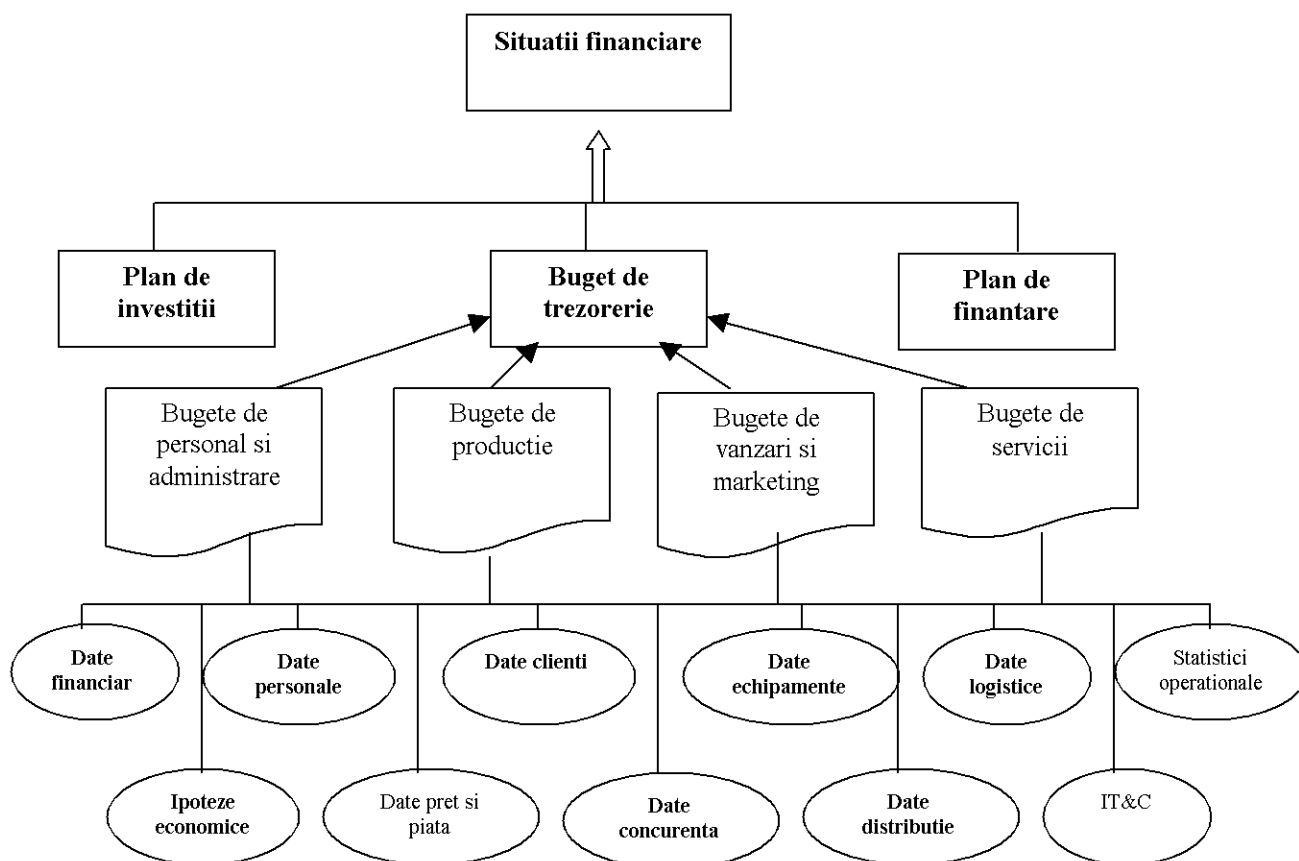 Situatii financiare
Plan de
investitii
Buget de
trezorerie
Plan de
finantare
Bugete de
personal si
administrare
Bugete de
productie
Bugete de
vanzari si
marketing
Bugete de
servicii
Date
financiar
Date
personale
Date clienti
Date
echipamente
Date
logistice
Statistici
operationale
Ipoteze
economice
Date pret si
piata
Date
concurenta
Date
distributie
IT&C